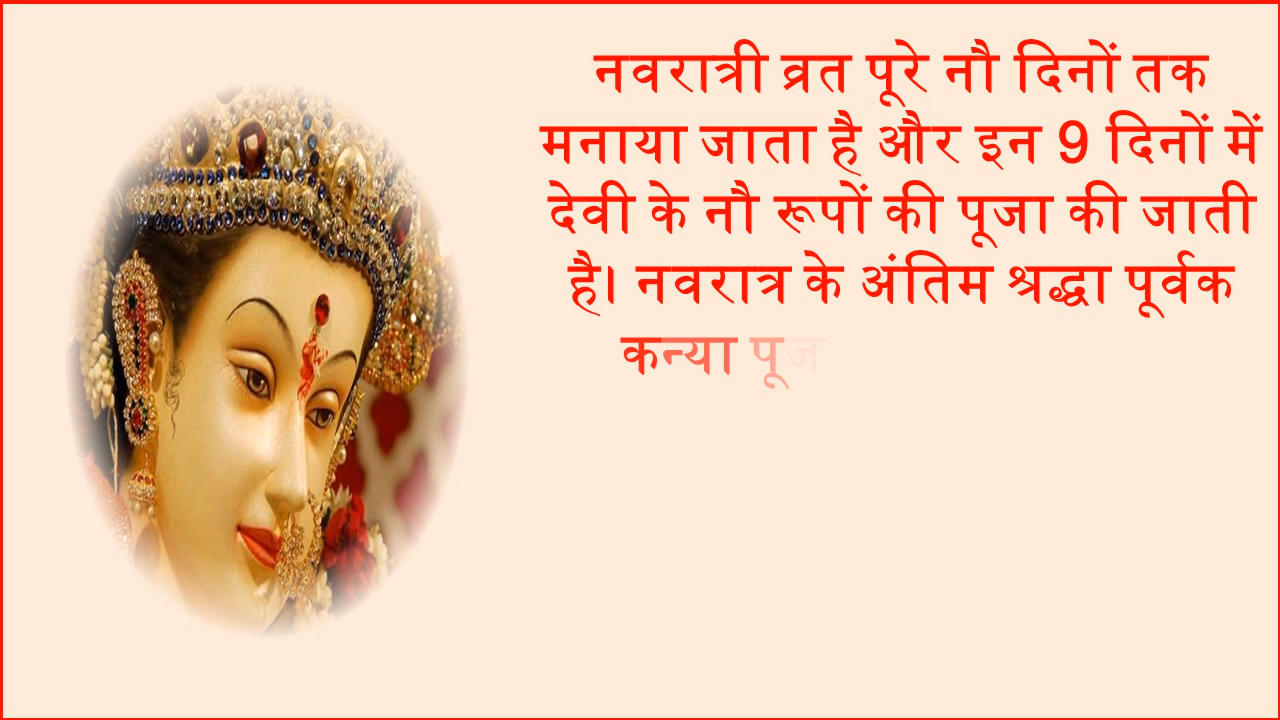 नवरात्री व्रत पूरे नौ दिनों तक
मनाया जाता है और इन 9 दिनों में
देवी के नौ रूपों की पूजा की जाती
है। नवरात्र के अंतिम श्रद्धा पूर्वक
कन्या पूज